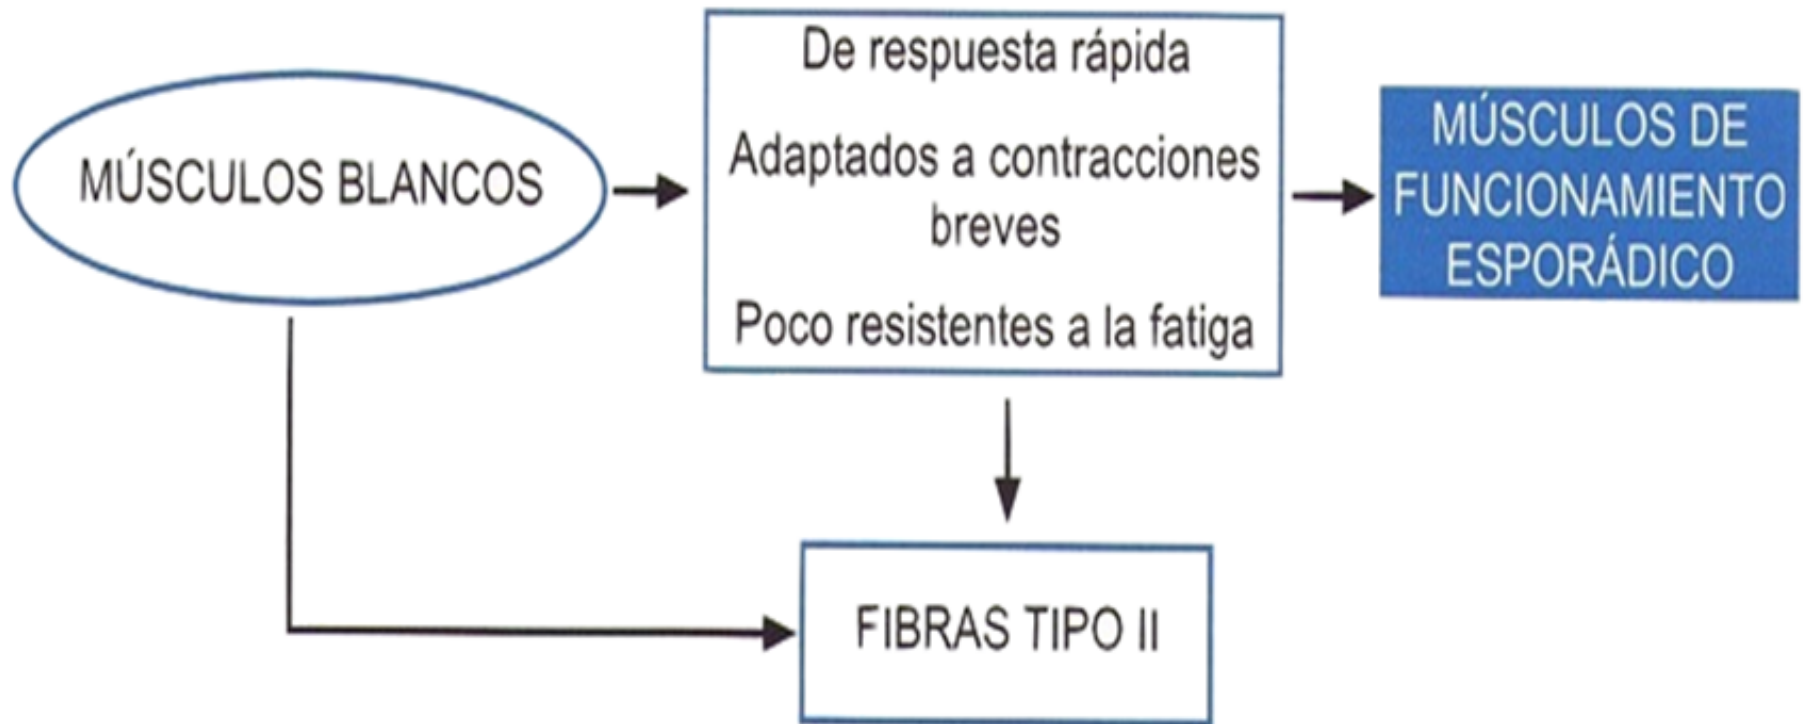 MÚSCULOS BLANCOS
De respuesta rápida
Adaptados a contracciones
breves
Poco resistentes a la fatiga
MÚSCULOS DE
FUNCIONAMIENTO
ESPORÁDICO
FIBRAS TIPO II